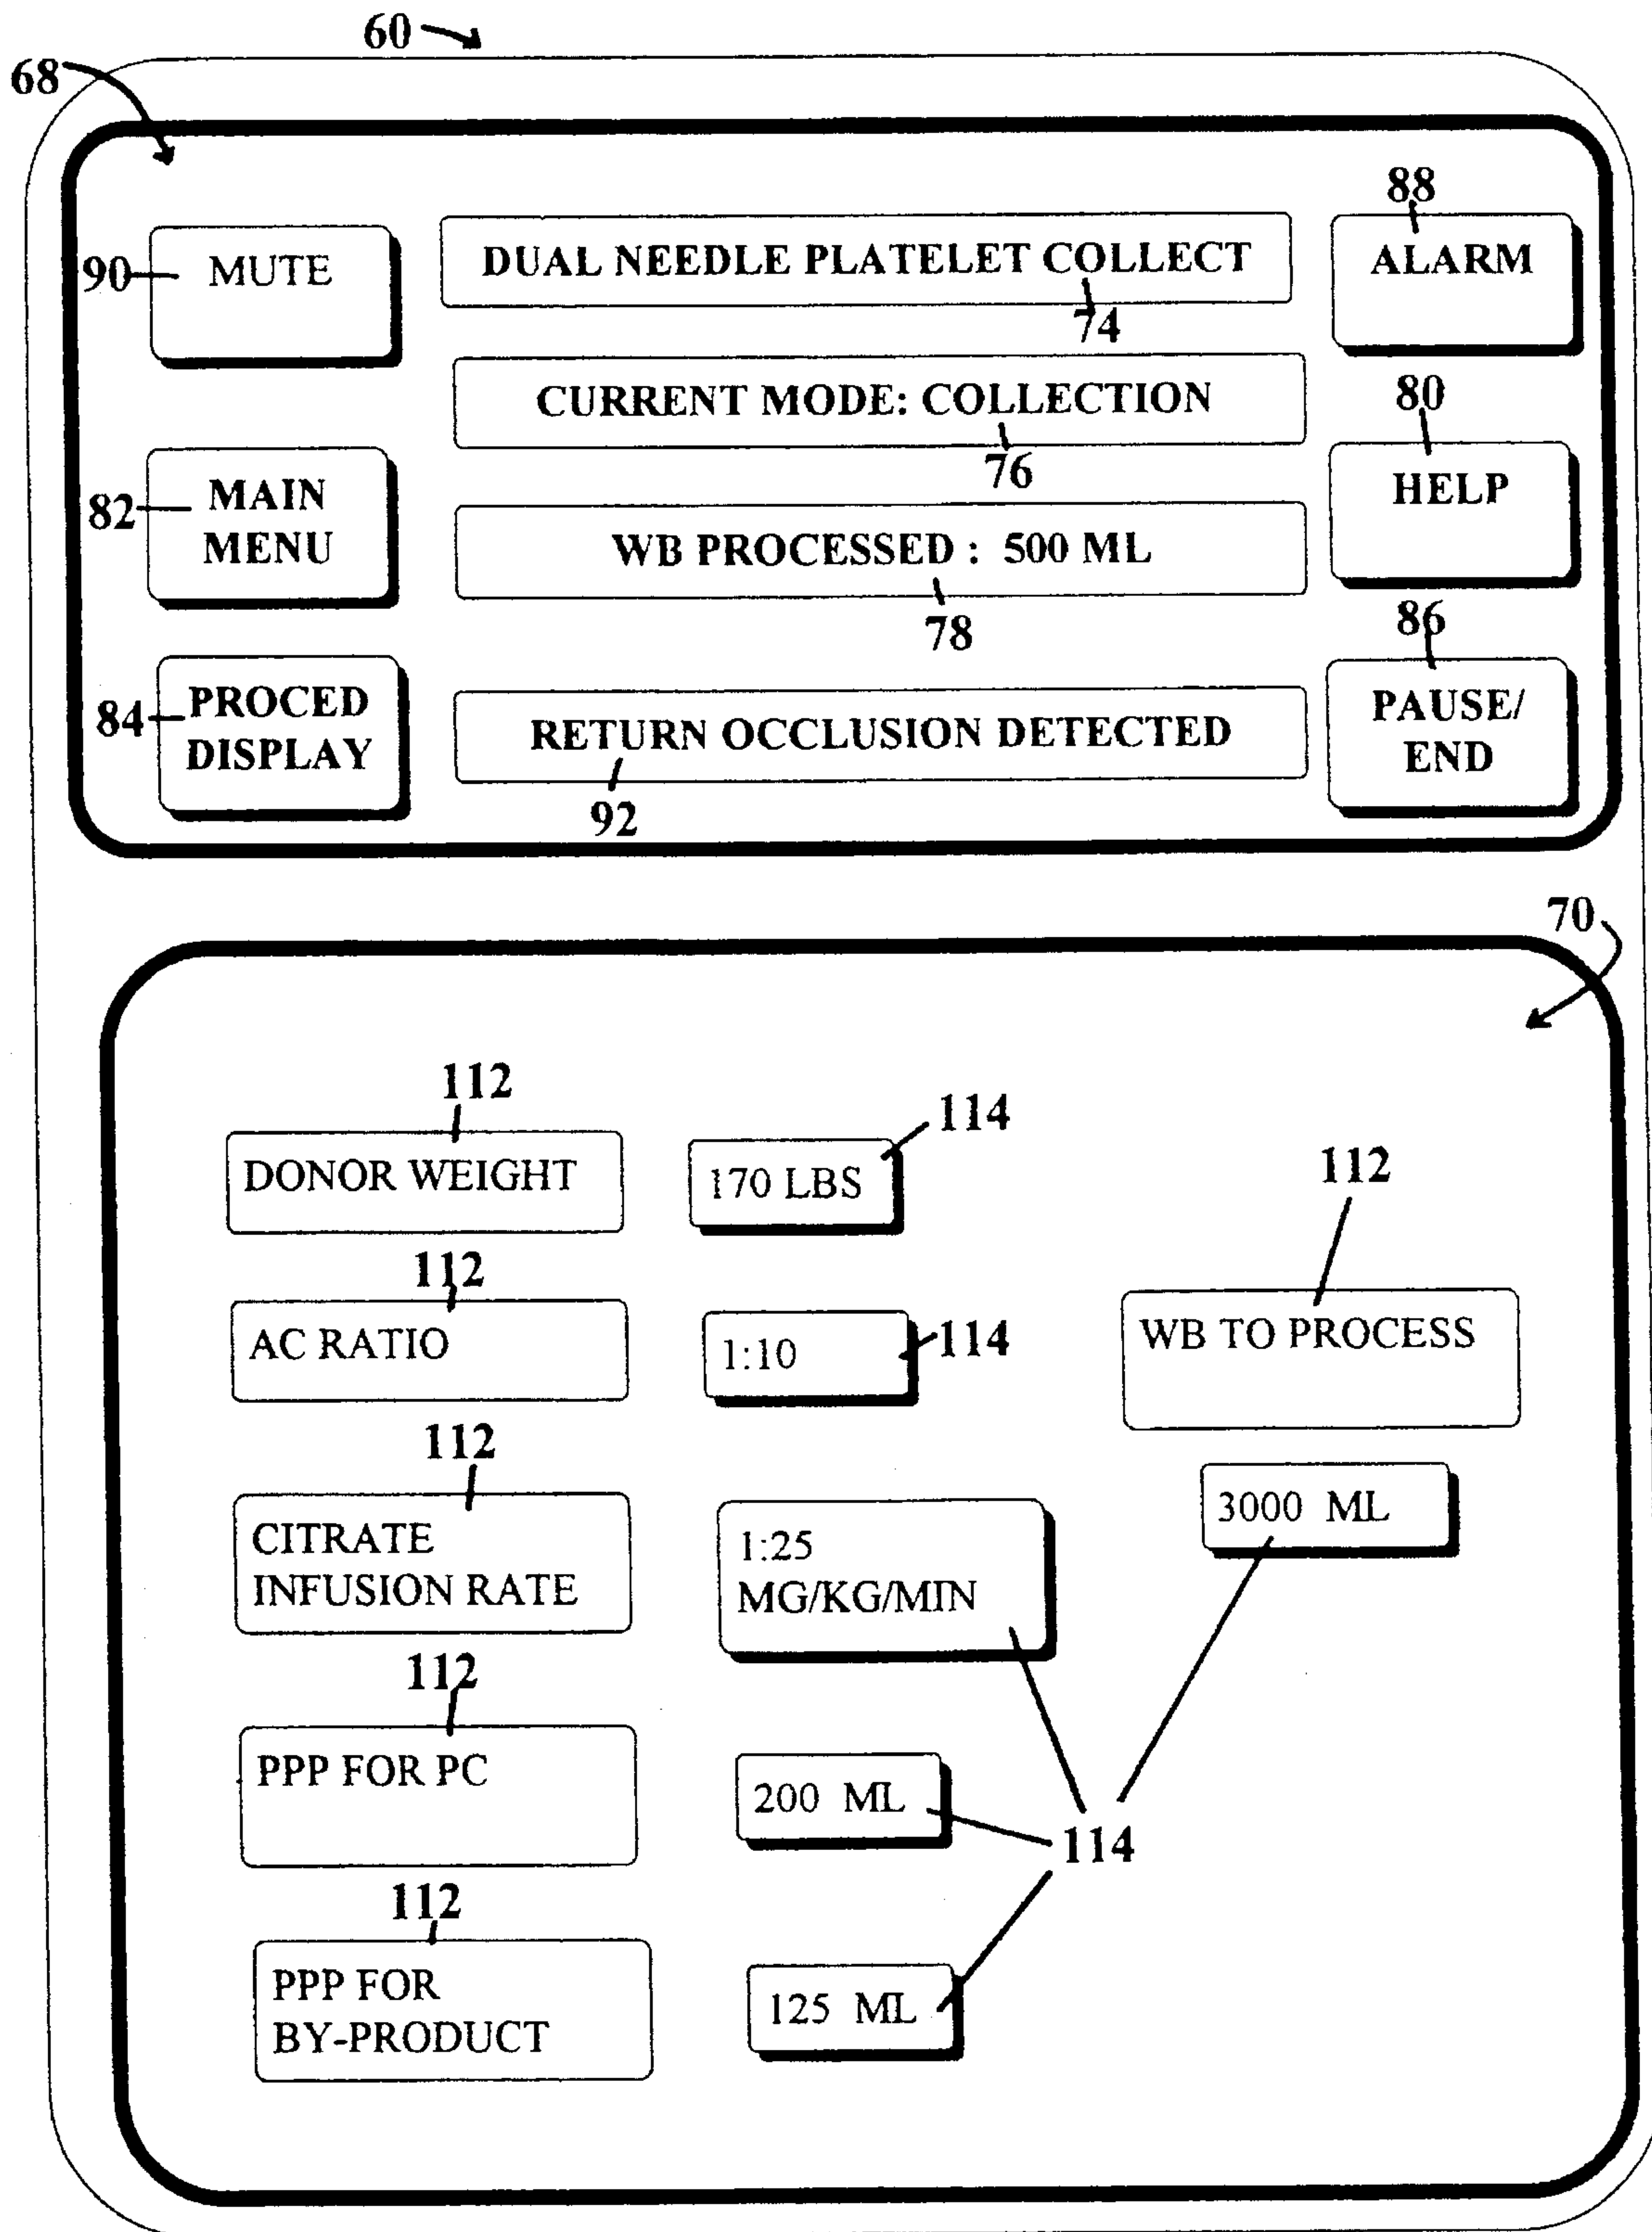 60
68
88
90
MUTE
DUAL NEEDLE PLATELET COLLECT
ALARM
74
CURRENT MODE: COLLECTION
80
76
82
MAIN
MENU
HELP
WB PROCESSED : 500 ML
78
86
84
PROCED
DISPLAY
RETURN OCCLUSION DETECTED
PAUSE/
END
92
70
112
114
DONOR WEIGHT
170 LBS
112
112
AC RATIO
1:10
114
WB TO PROCESS
112
3000 ML
CITRATE
INFUSION RATE
1:25
MG/KG/MIN
112
PPP FOR PC
200 ML
114
112
PPP FOR
BY-PRODUCT
125 ML